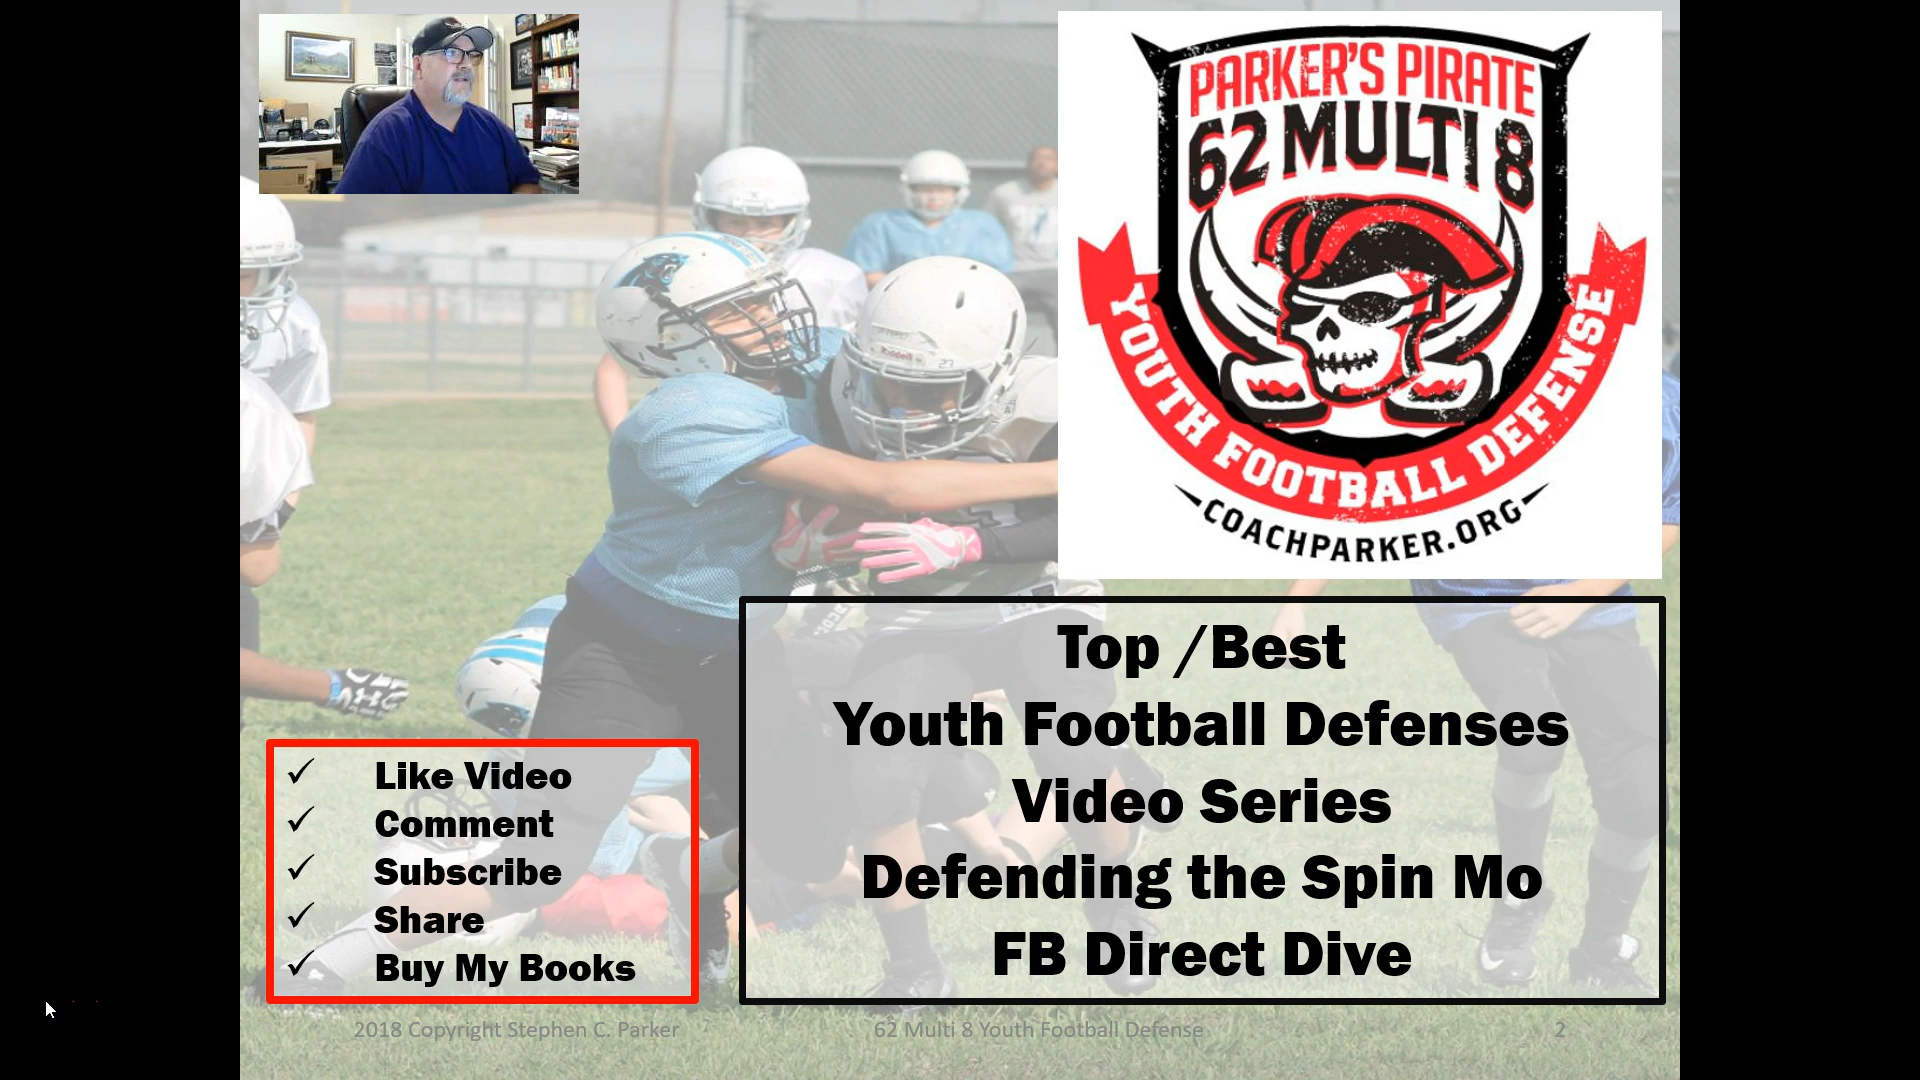 PARKER'S PIRATE
62 MULTI 8
YOUTH FOOTBALL DEFENSE
COACHPARKER.ORG
Riddell
Top /Best
Youth Football Defenses
Video Series
Defending the Spin Mo
FB Direct Dive
✓ Like Video
✓ Comment
✓ Subscribe
✓ Share
✓ Buy My Books
2018 Copyright Stephen C. Parker
62 Multi 8 Youth Football Defense
2